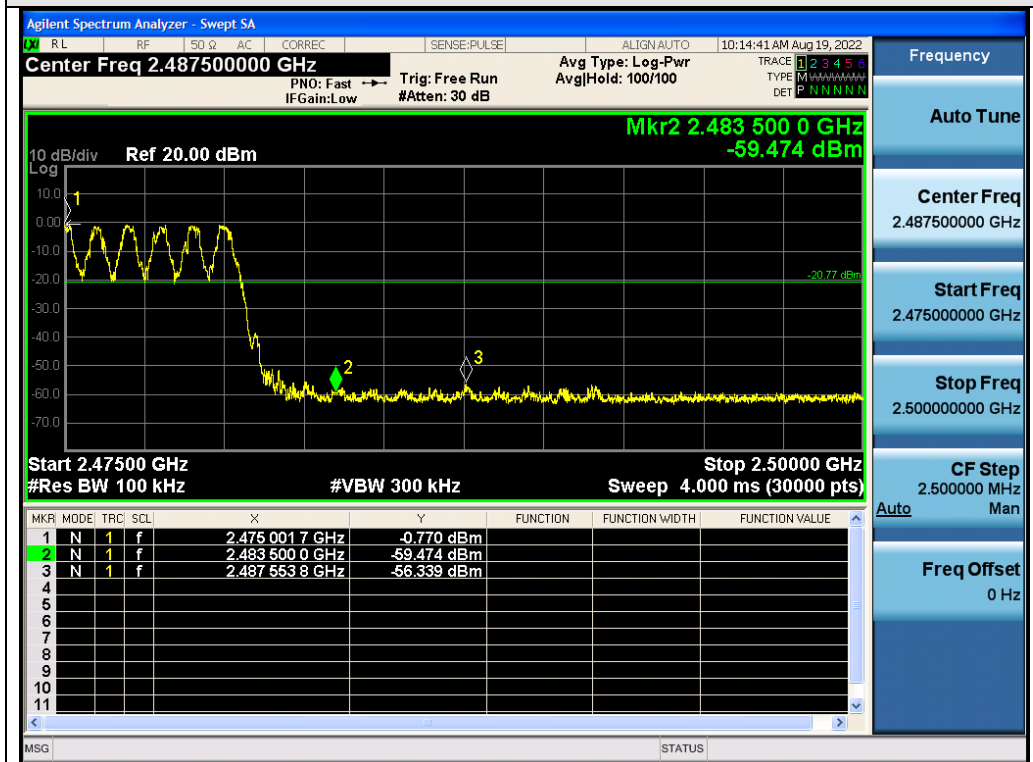 Agilent Spectrum Analyzer - Swept SA
LXI RL RF 50 Ω AC CORREC SENSE:PULSE ALIGN AUTO 10:14:41 AM Aug 19, 2022
Center Freq 2.487500000 GHz
PNO: Fast
IFGain:Low
Trig: Free Run
#Atten: 30 dB
Avg Type: Log-Pwr
Avg|Hold: 100/100
TRACE 1 2 3 4 5 6
TYPE M
DET P N N N N N
Mkr2 2.483 500 0 GHz
-59.474 dBm
10 dB/div Ref 20.00 dBm
Log
10.0
0.00
-10.0
-20.0
-30.0
-40.0
-50.0
-60.0
-70.0
1
2
3
-20.77 dBm
Start 2.47500 GHz Stop 2.50000 GHz
#Res BW 100 kHz #VBW 300 kHz Sweep 4.000 ms (30000 pts)
MKR MODE TRC SCL X Y FUNCTION FUNCTION WIDTH FUNCTION VALUE
1 N 1 f 2.475 001 7 GHz -0.770 dBm
2 N 1 f 2.483 500 0 GHz -59.474 dBm
3 N 1 f 2.487 553 8 GHz -56.339 dBm
4
5
6
7
8
9
10
11
MSG STATUS
Frequency
Auto Tune
Center Freq
2.487500000 GHz
Start Freq
2.475000000 GHz
Stop Freq
2.500000000 GHz
CF Step
2.500000 MHz
Auto Man
Freq Offset
0 Hz